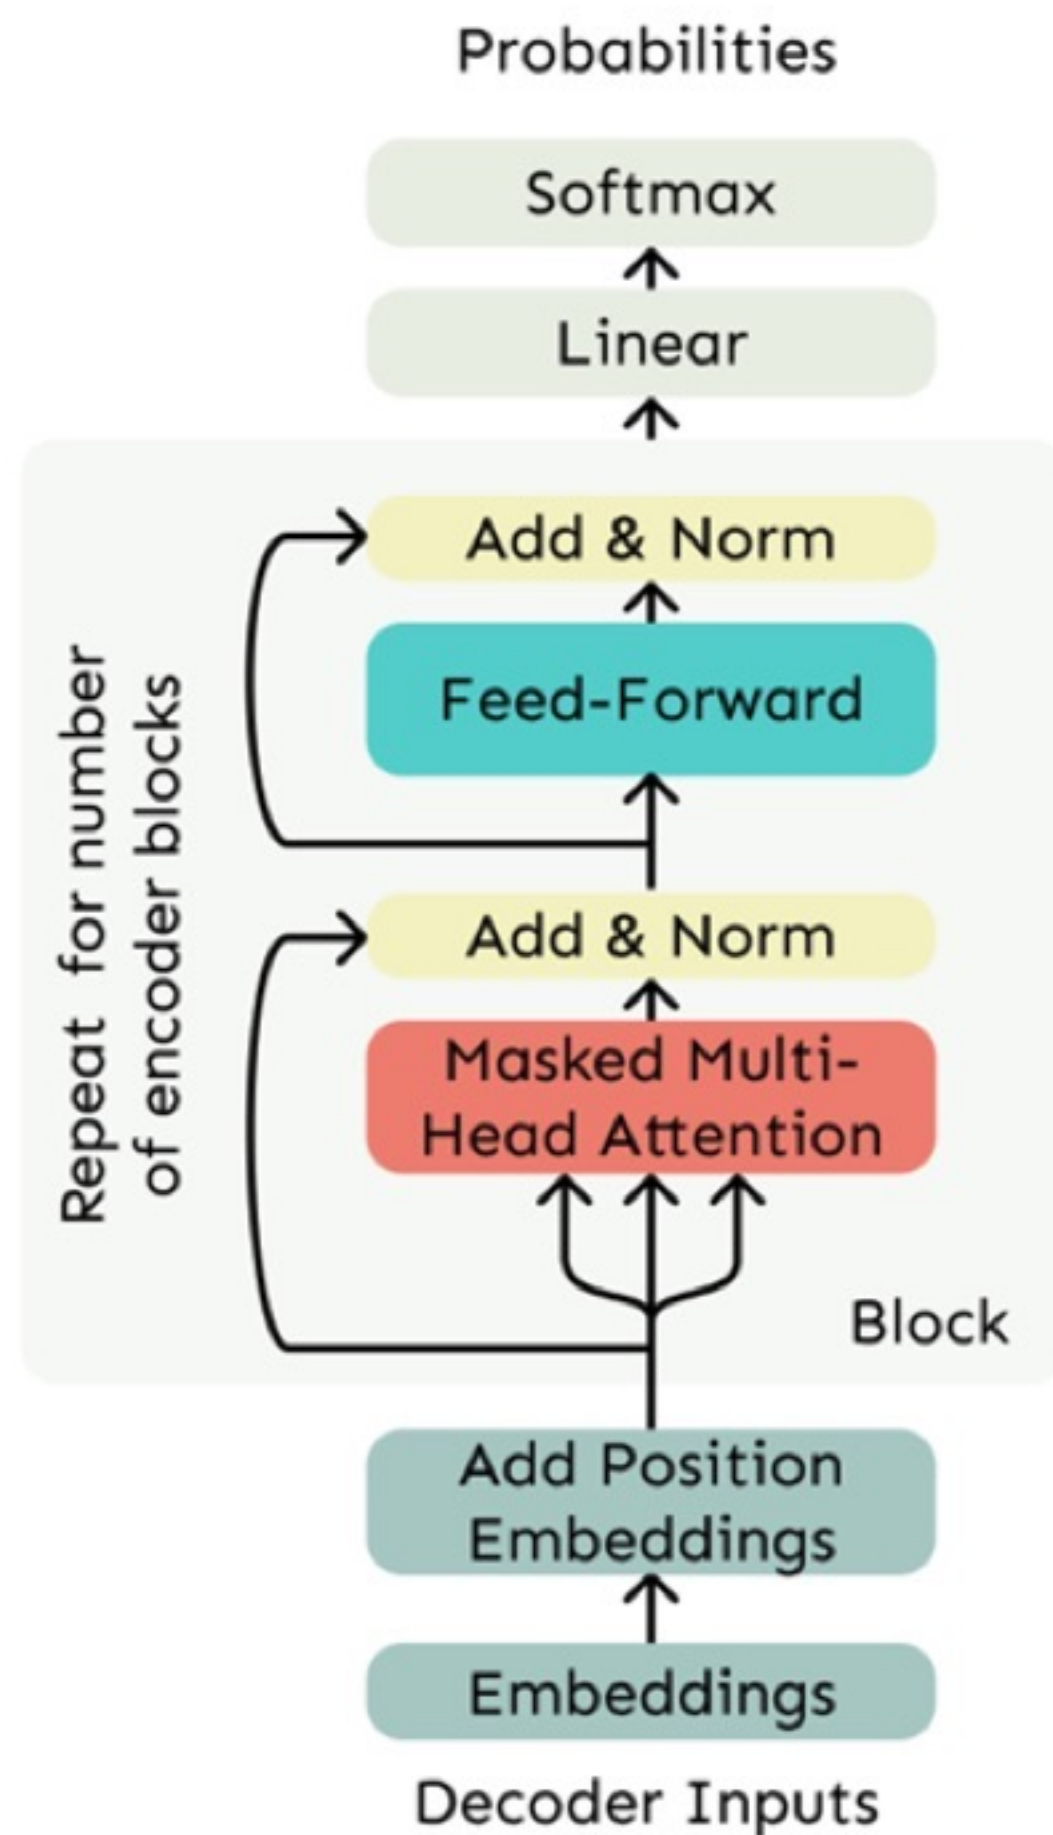 Probabilities
Softmax
Linear
Add & Norm
Feed-Forward
Add & Norm
Masked Multi-
Head Attention
Repeat for number
of encoder blocks
Block
Add Position
Embeddings
Embeddings
Decoder Inputs